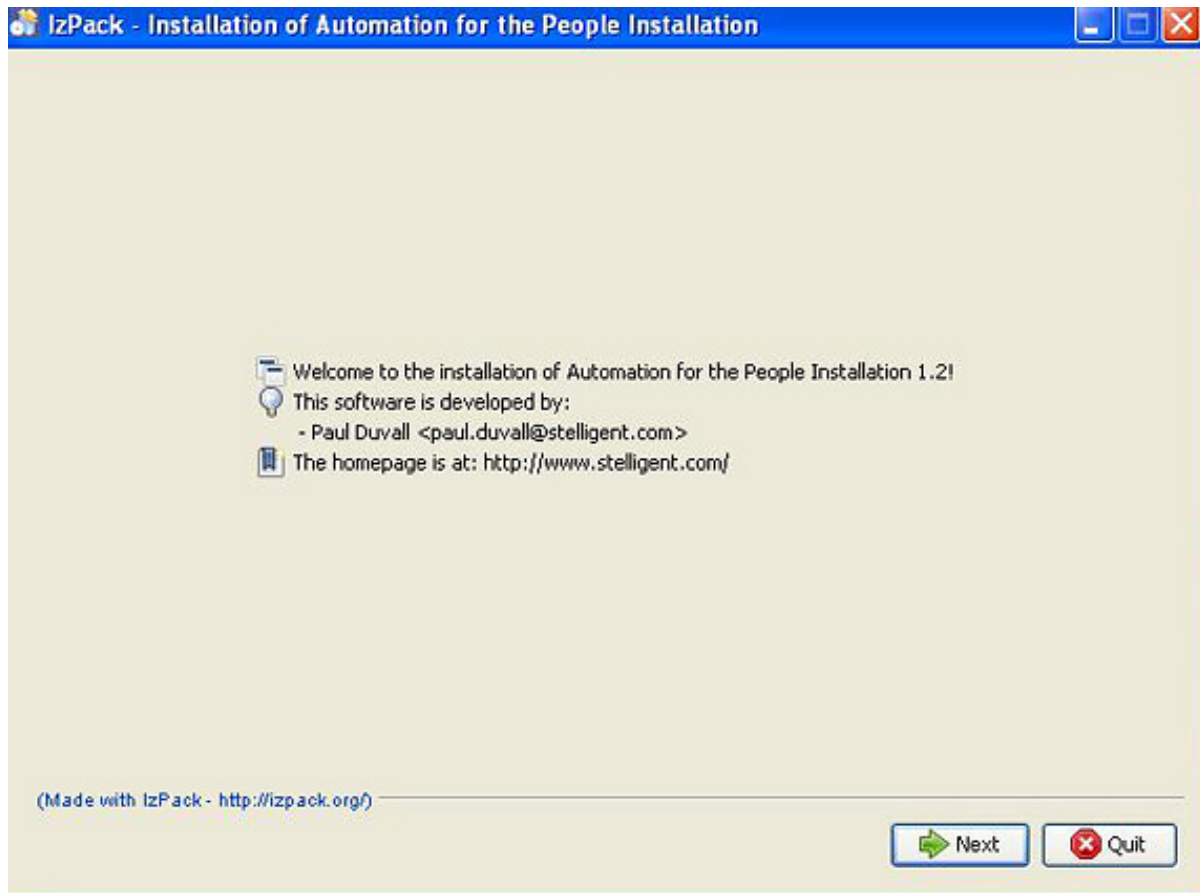 IzPack - Installation of Automation for the People Installation
Welcome to the installation of Automation for the People Installation 1.2!
This software is developed by:
- Paul Duvall <paul.duvall@stelligent.com>
The homepage is at: http://www.stelligent.com/
(Made with IzPack - http://izpack.org/)
Next
Quit